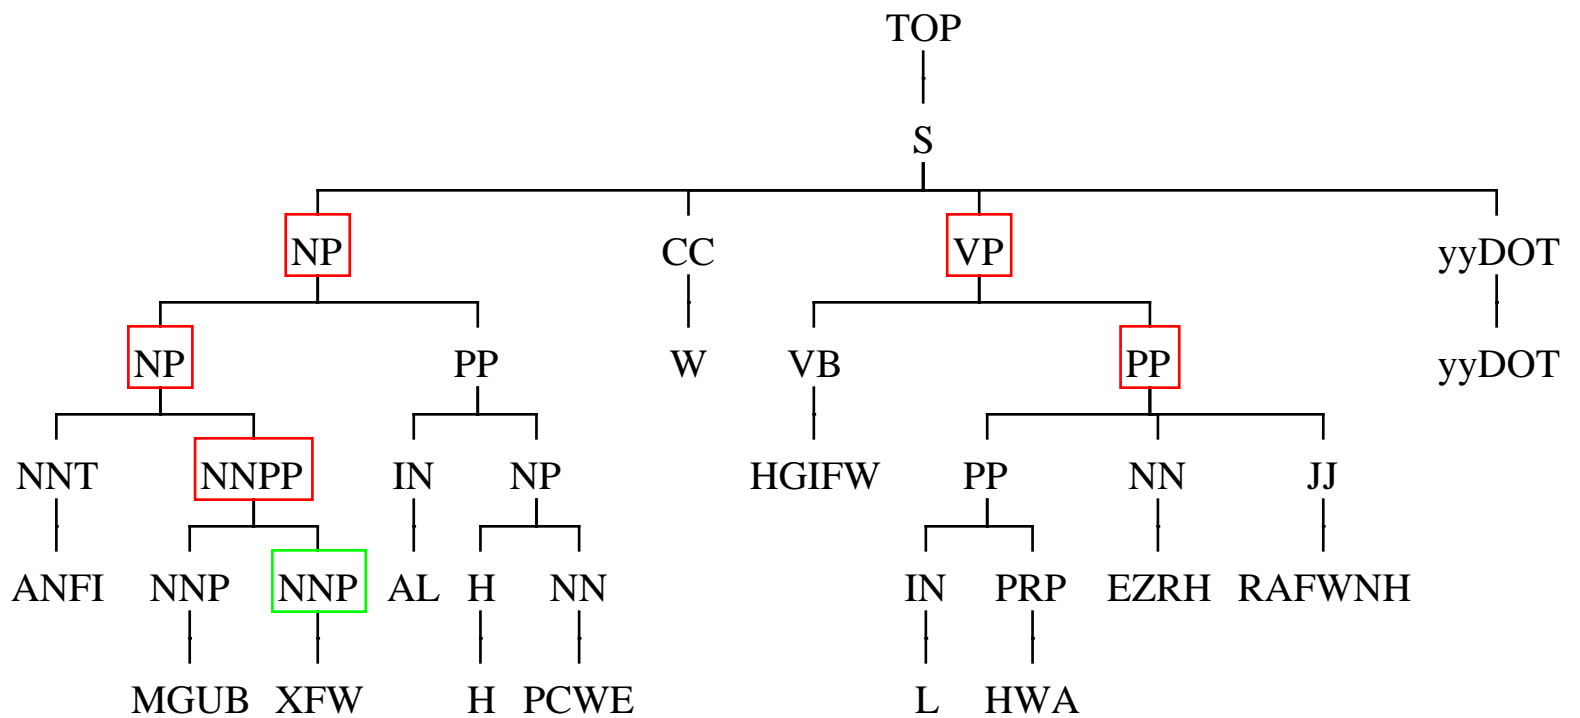 TOP
S
NP CC VP yyDOT
NP PP W VB PP yyDOT
NNT NNPP IN NP HGIFW PP NN JJ
ANFI NNP NNP AL H NN IN PRP EZRH RAFWNH
MGUB XFW H PCWE L HWA